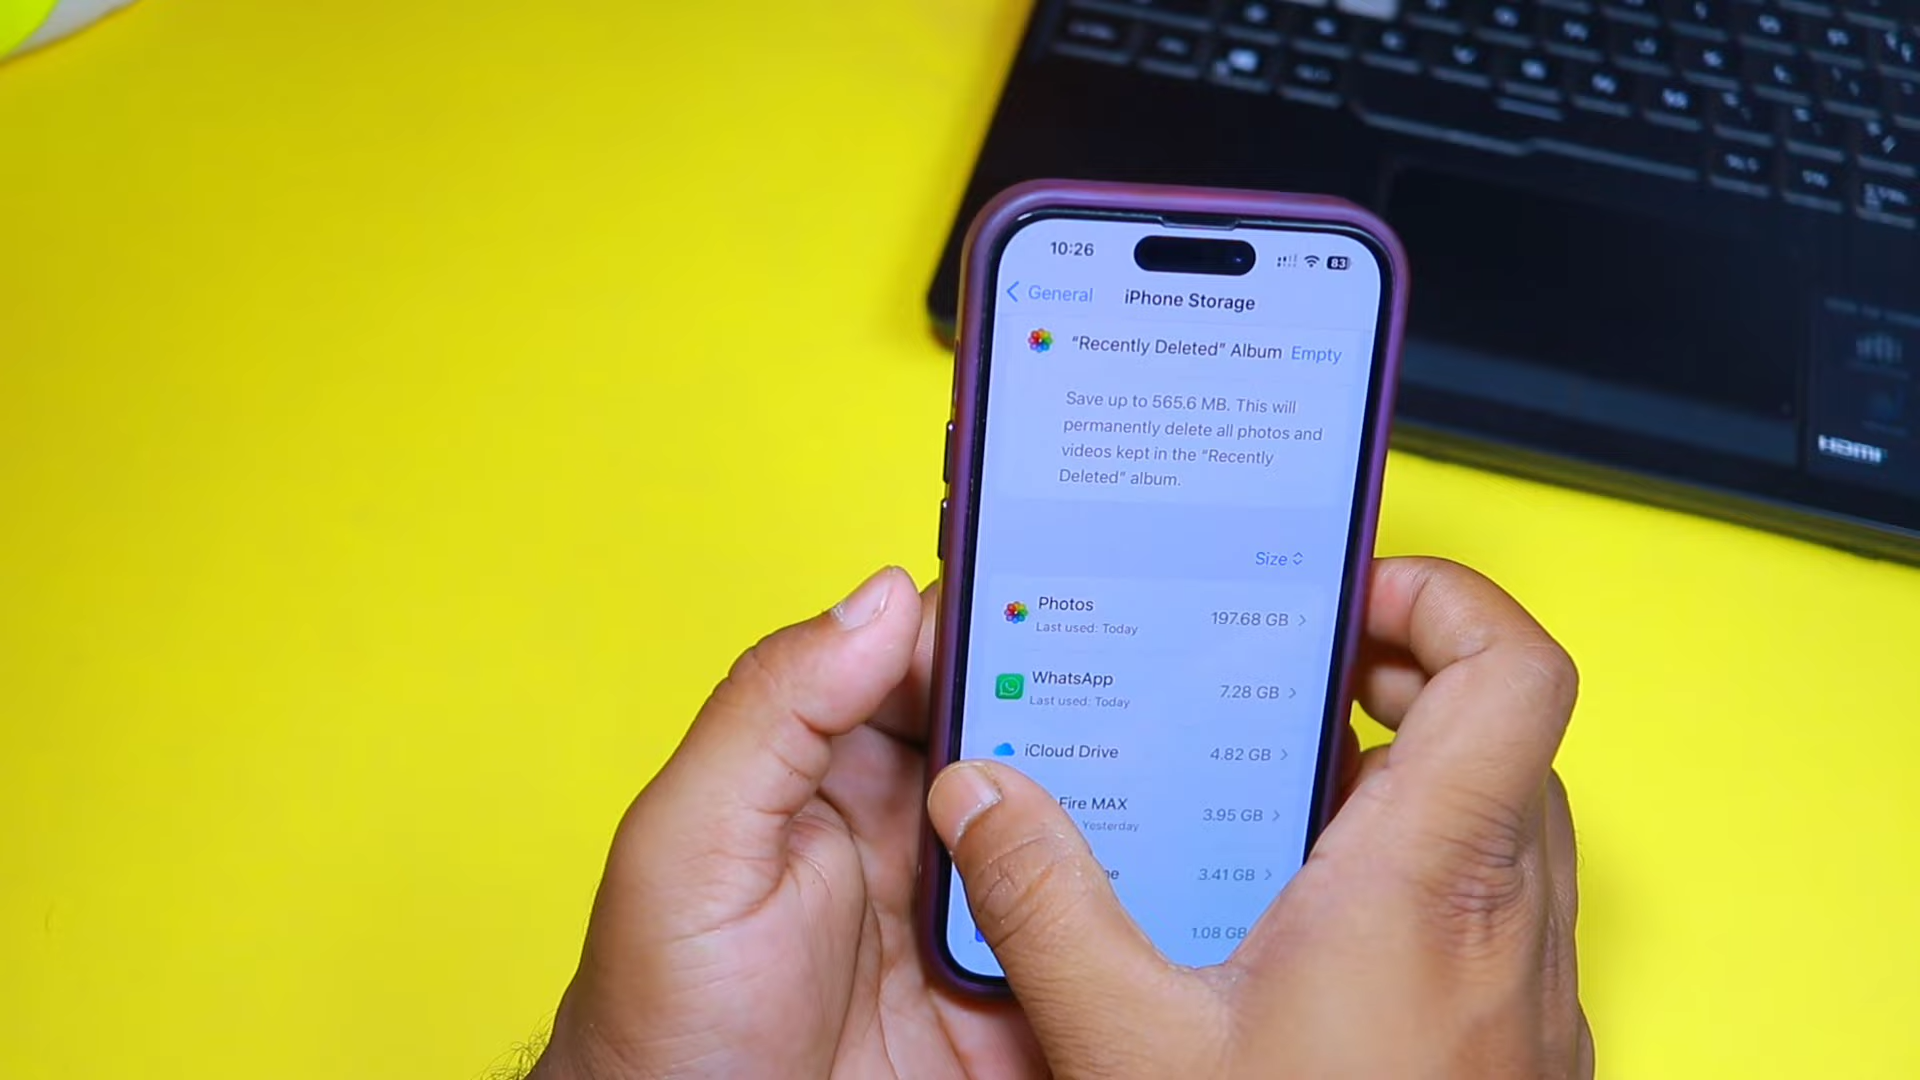 10:26
83
General
iPhone Storage
“Recently Deleted” Album Empty
Save up to 565.6 MB. This will
permanently delete all photos and
videos kept in the “Recently
Deleted” album.
Size
Photos
197.68 GB
Last used: Today
WhatsApp
7.28 GB
Last used: Today
iCloud Drive
4.82 GB
Fire MAX
3.95 GB
Yesterday
3.41 GB
1.08 GB
HDMI